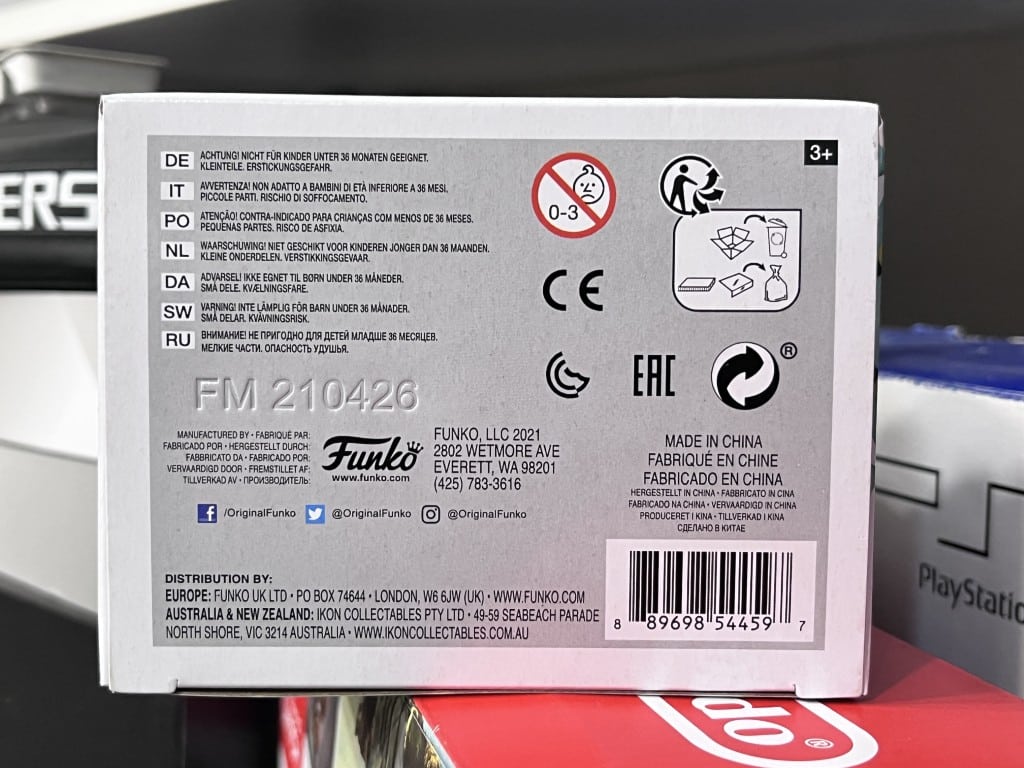 ERS
DE
ACHTUNG! NICHT FÜR KINDER UNTER 36 MONATEN GEEIGNET.
KLEINTEILE. ERSTICKUNGSGEFAHR.
IT
AVVERTENZA! NON ADATTO A BAMBINI DI ETÀ INFERIORE A 36 MESI.
PICCOLE PARTI. RISCHIO DI SOFFOCAMENTO.
PO
ATENÇÃO! CONTRA-INDICADO PARA CRIANÇAS COM MENOS DE 36 MESES.
PEQUENAS PARTES. RISCO DE ASFIXIA.
NL
WAARSCHUWING! NIET GESCHIKT VOOR KINDEREN JONGER DAN 36 MAANDEN.
KLEINE ONDERDELEN. VERSTIKKINGSGEVAAR.
DA
ADVARSEL! IKKE EGNET TIL BØRN UNDER 36 MÅNEDER.
SMÅ DELE. KVÆLNINGSFARE.
SW
VARNING! INTE LÄMPLIG FÖR BARN UNDER 36 MÅNADER.
SMÅ DELAR. KVÄVNINGSRISK.
RU
ВНИМАНИЕ! НЕ ПРИГОДНО ДЛЯ ДЕТЕЙ МЛАДШЕ 36 МЕСЯЦЕВ.
МЕЛКИЕ ЧАСТИ. ОПАСНОСТЬ УДУШЬЯ.
0-3
3+
CE
EAC
®
FM 210426
MANUFACTURED BY • FABRIQUÉ PAR:
FABRICADO POR • HERGESTELLT DURCH:
FABBRICATO DA • FABRICADO POR:
VERVAARDIGD DOOR • FREMSTILLET AF:
TILLVERKAD AV • ПРОИЗВОДИТЕЛЬ:
Funko
www.funko.com
FUNKO, LLC 2021
2802 WETMORE AVE
EVERETT, WA 98201
(425) 783-3616
MADE IN CHINA
FABRIQUÉ EN CHINE
FABRICADO EN CHINA
HERGESTELLT IN CHINA • FABBRICATO IN CINA
FABRICADO NA CHINA • VERVAARDIGD IN CHINA
PRODUCERET I KINA • TILLVERKAD I KINA
СДЕЛАНО В КИТАЕ
/OriginalFunko @OriginalFunko @OriginalFunko
DISTRIBUTION BY:
EUROPE: FUNKO UK LTD • PO BOX 74644 • LONDON, W6 6JW (UK) • WWW.FUNKO.COM
AUSTRALIA & NEW ZEALAND: IKON COLLECTABLES PTY LTD • 49-59 SEABEACH PARADE
NORTH SHORE, VIC 3214 AUSTRALIA • WWW.IKONCOLLECTABLES.COM.AU
8 89698 54459 7
PlayStatio
op
®